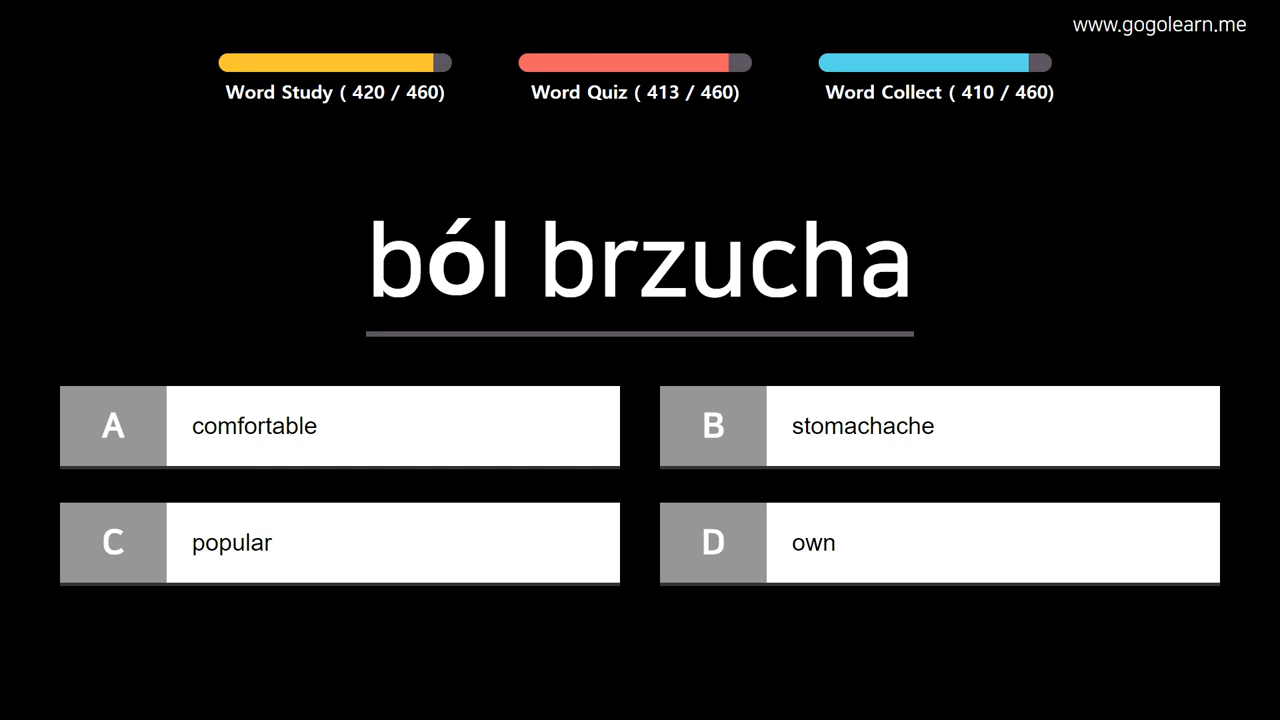 www.gogolearn.me
Word Study ( 420 / 460)
Word Quiz ( 413 / 460)
Word Collect ( 410 / 460)
ból brzucha
A comfortable
B stomachache
C popular
D own